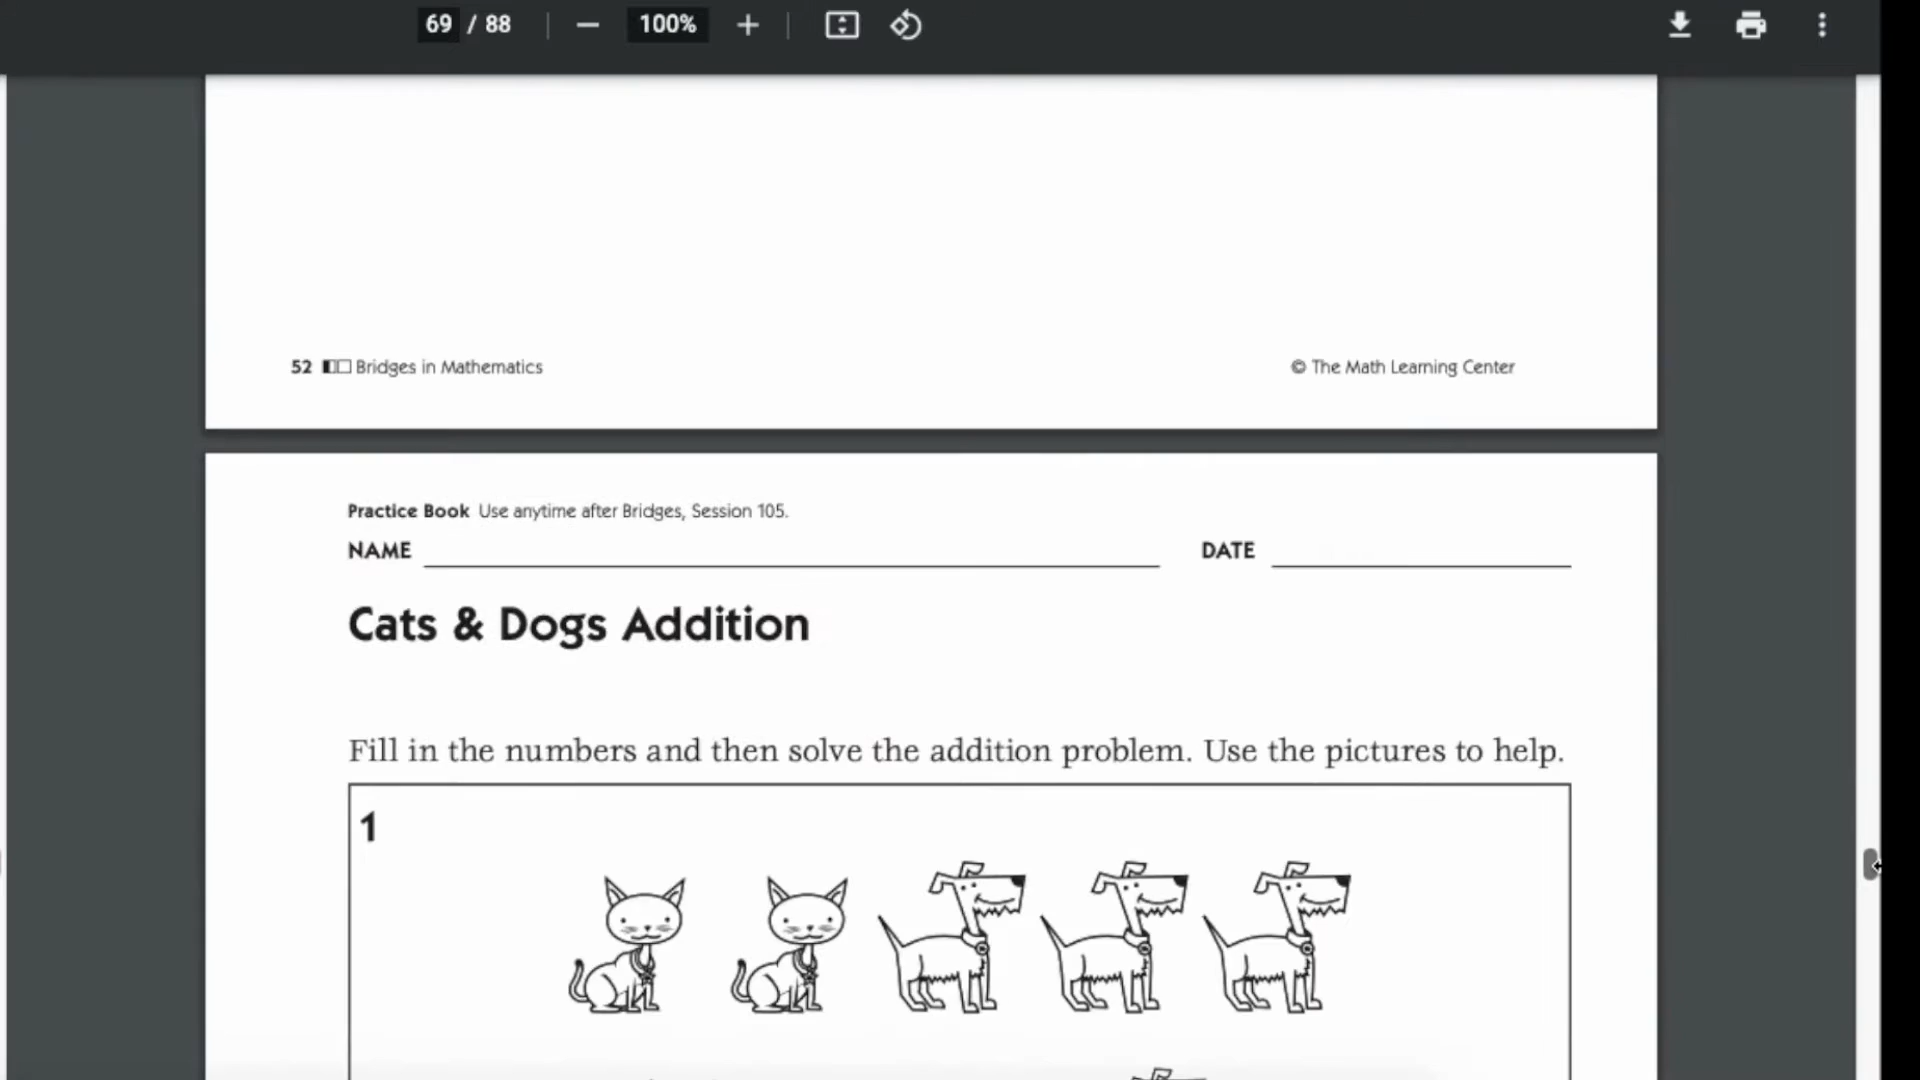 69 / 88 100%
52 Bridges in Mathematics © The Math Learning Center
Practice Book Use anytime after Bridges, Session 105.
NAME DATE
Cats & Dogs Addition
Fill in the numbers and then solve the addition problem. Use the pictures to help.
1